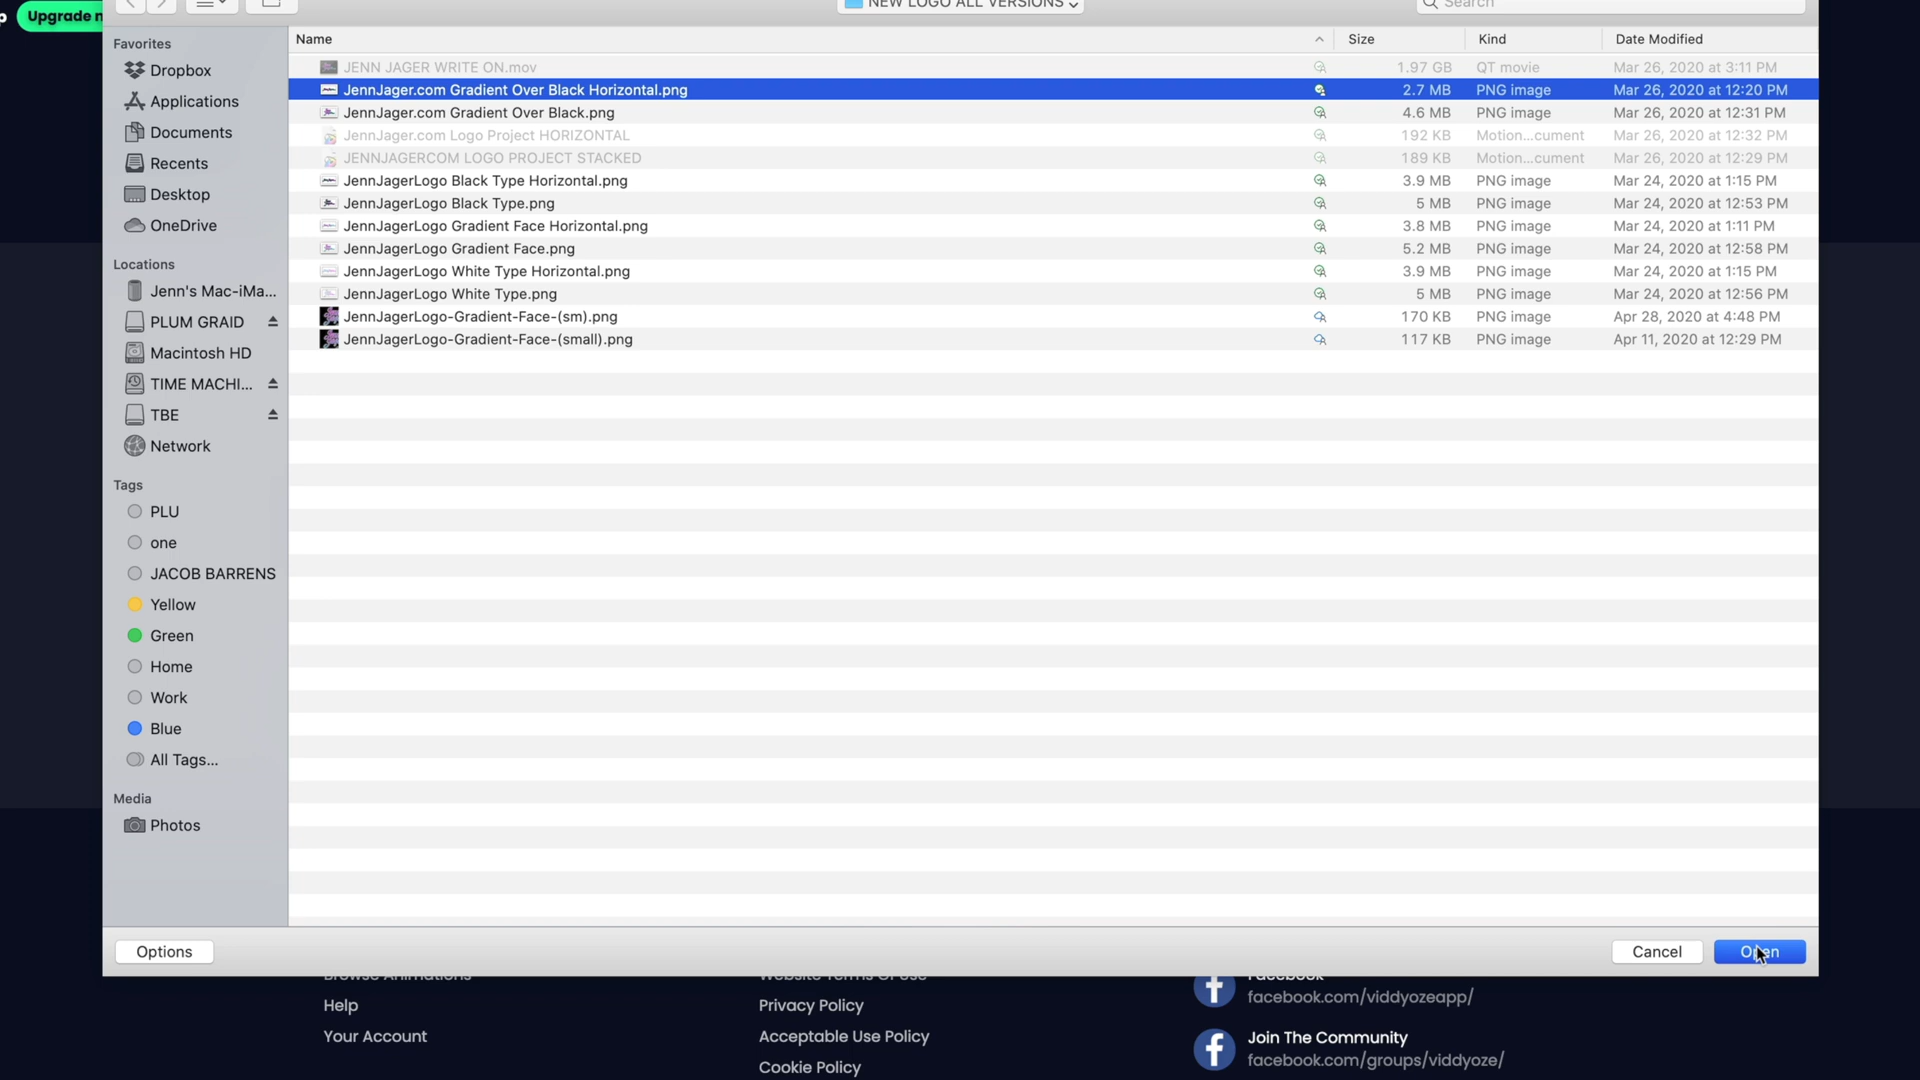 Upgrade
NEW LOGO ALL VERSIONS
Search
Favorites
Dropbox
Applications
Documents
Recents
Desktop
OneDrive
Locations
Jenn's Mac-iMa...
PLUM GRAID
Macintosh HD
TIME MACHI...
TBE
Network
Tags
PLU
one
JACOB BARRENS
Yellow
Green
Home
Work
Blue
All Tags...
Media
Photos
Name Size Kind Date Modified
JENN JAGER WRITE ON.mov 1.97 GB QT movie Mar 26, 2020 at 3:11 PM
JennJager.com Gradient Over Black Horizontal.png 2.7 MB PNG image Mar 26, 2020 at 12:20 PM
JennJager.com Gradient Over Black.png 4.6 MB PNG image Mar 26, 2020 at 12:31 PM
JennJager.com Logo Project HORIZONTAL 192 KB Motion...cument Mar 26, 2020 at 12:32 PM
JENNJAGERCOM LOGO PROJECT STACKED 189 KB Motion...cument Mar 26, 2020 at 12:29 PM
JennJagerLogo Black Type Horizontal.png 3.9 MB PNG image Mar 24, 2020 at 1:15 PM
JennJagerLogo Black Type.png 5 MB PNG image Mar 24, 2020 at 12:53 PM
JennJagerLogo Gradient Face Horizontal.png 3.8 MB PNG image Mar 24, 2020 at 1:11 PM
JennJagerLogo Gradient Face.png 5.2 MB PNG image Mar 24, 2020 at 12:58 PM
JennJagerLogo White Type Horizontal.png 3.9 MB PNG image Mar 24, 2020 at 1:15 PM
JennJagerLogo White Type.png 5 MB PNG image Mar 24, 2020 at 12:56 PM
JennJagerLogo-Gradient-Face-(sm).png 170 KB PNG image Apr 28, 2020 at 4:48 PM
JennJagerLogo-Gradient-Face-(small).png 117 KB PNG image Apr 11, 2020 at 12:29 PM
Options
Cancel
Open
Browse Animations
Help
Your Account
Website Terms Of Use
Privacy Policy
Acceptable Use Policy
Cookie Policy
Facebook
facebook.com/viddyozeapp/
Join The Community
facebook.com/groups/viddyoze/